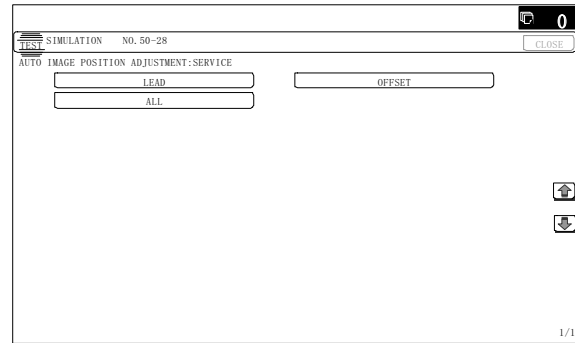 0
TEST SIMULATION NO. 50-28
CLOSE
AUTO IMAGE POSITION ADJUSTMENT:SERVICE
LEAD OFFSET
ALL
1/1